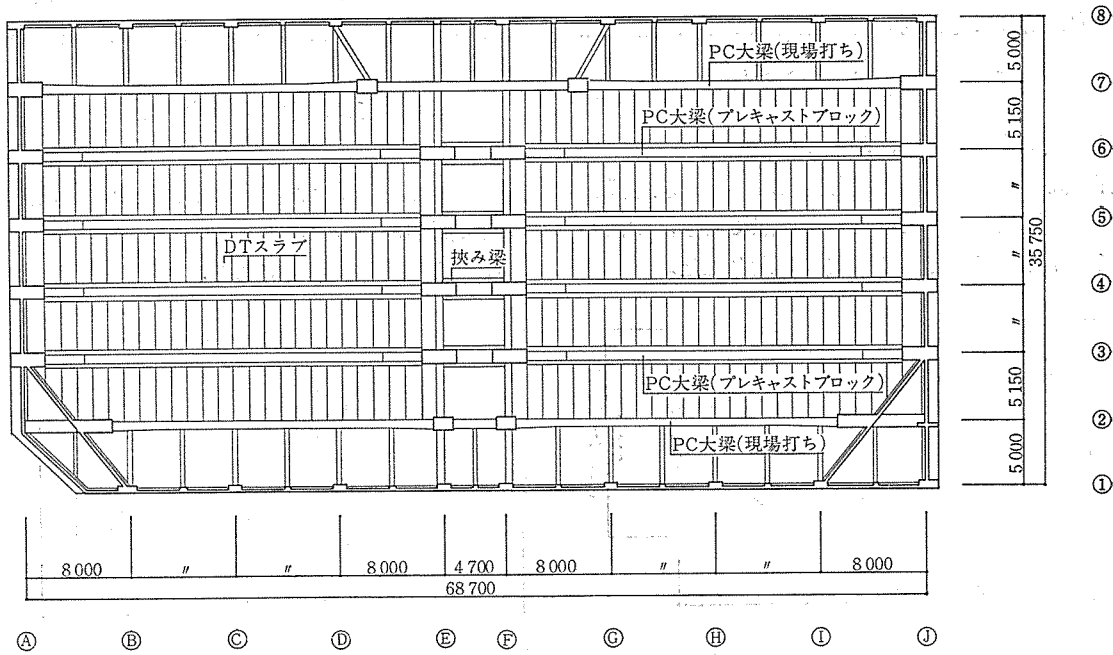 PC大梁(現場打ち)
PC大梁(プレキャストブロック)
DTスラブ
挟み梁
PC大梁(プレキャストブロック)
PC大梁(現場打ち)
5 000
5 150
〃
〃
〃
5 150
5 000
35 750
⑧
⑦
⑥
⑤
④
③
②
①
8 000 〃 〃 8 000 4 700 8 000 〃 〃 8 000
68 700
Ⓐ Ⓑ Ⓒ Ⓓ Ⓔ Ⓕ Ⓖ Ⓗ Ⓘ Ⓙ